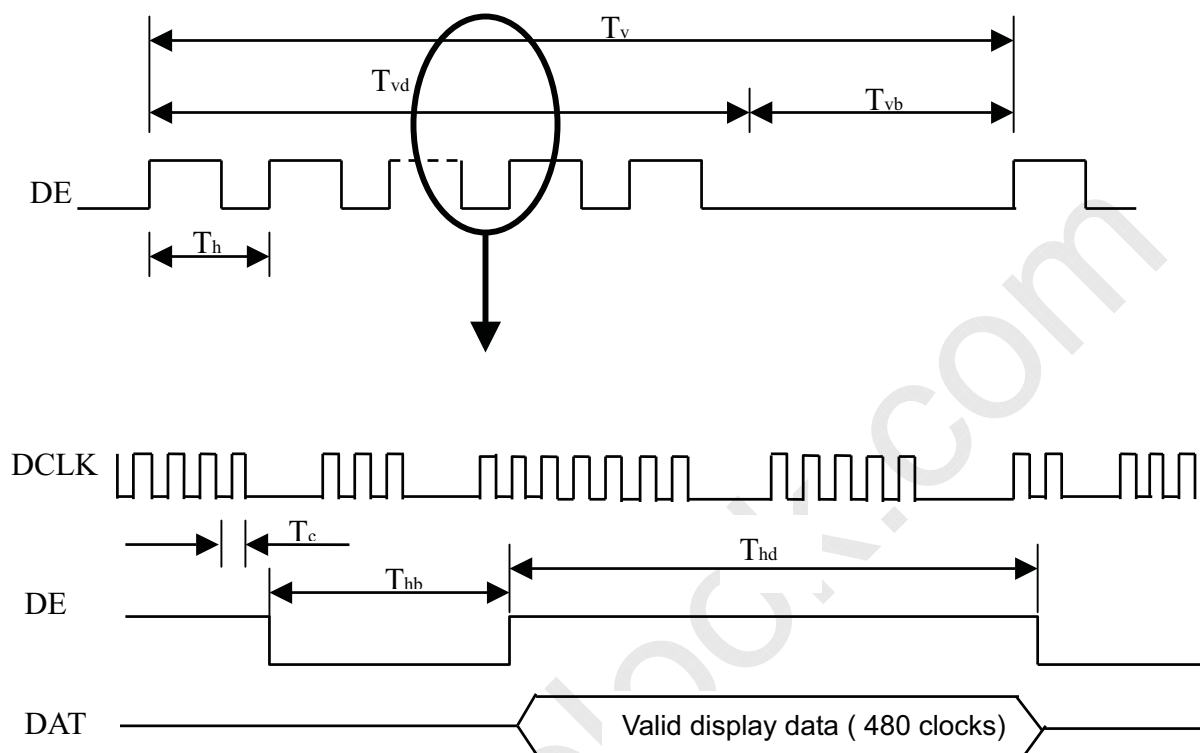 Tv
Tvd
Tvb
DE
Th
DCLK
Tc
Thd
Thb
DE
DAT
Valid display data ( 480 clocks)